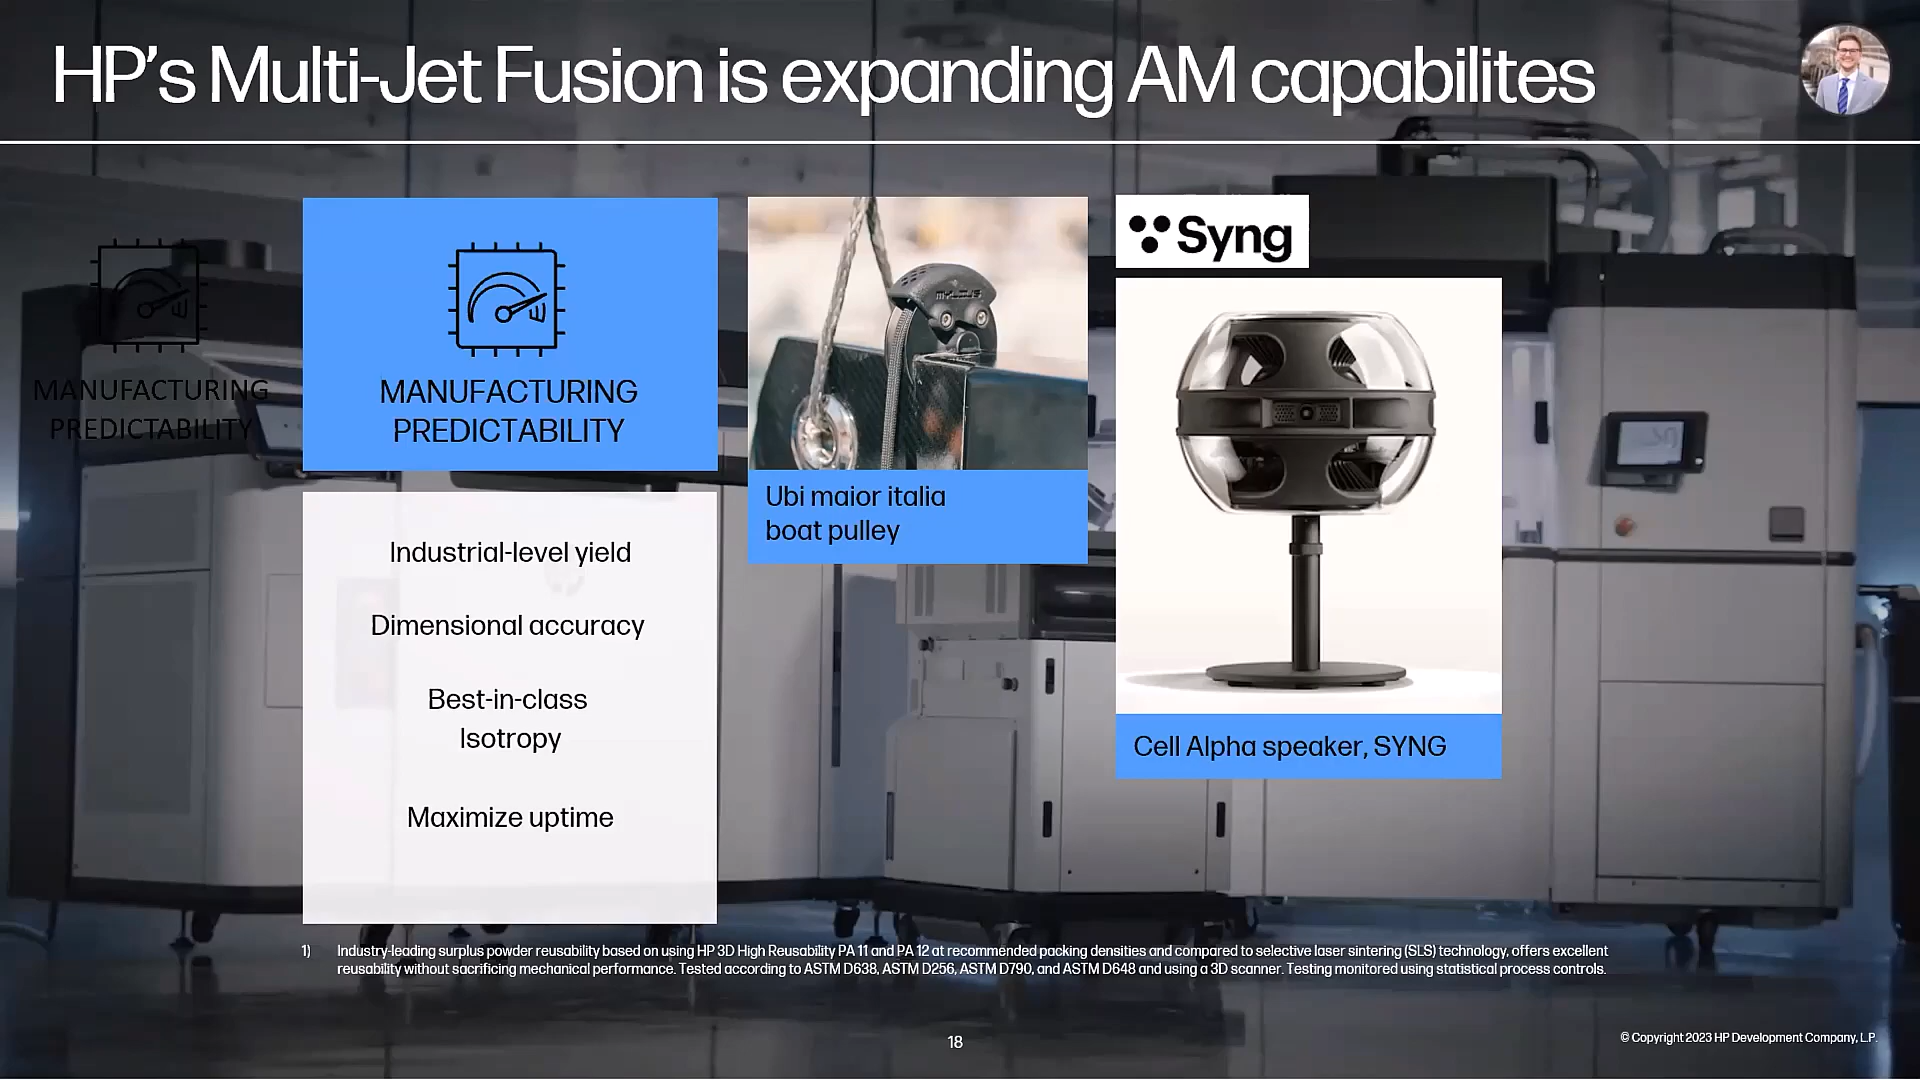 HP's Multi-Jet Fusion is expanding AM capabilites
MANUFACTURING
PREDICTABILITY
MANUFACTURING
PREDICTABILITY
Industrial-level yield
Dimensional accuracy
Best-in-class
Isotropy
Maximize uptime
Ubi maior italia
boat pulley
Syng
Cell Alpha speaker, SYNG
1) Industry-leading surplus powder reusability based on using HP 3D High Reusability PA 11 and PA 12 at recommended packing densities and compared to selective laser sintering (SLS) technology, offers excellent
reusability without sacrificing mechanical performance. Tested according to ASTM D638, ASTM D256, ASTM D790, and ASTM D648 and using a 3D scanner. Testing monitored using statistical process controls.
18
© Copyright 2023 HP Development Company, L.P.